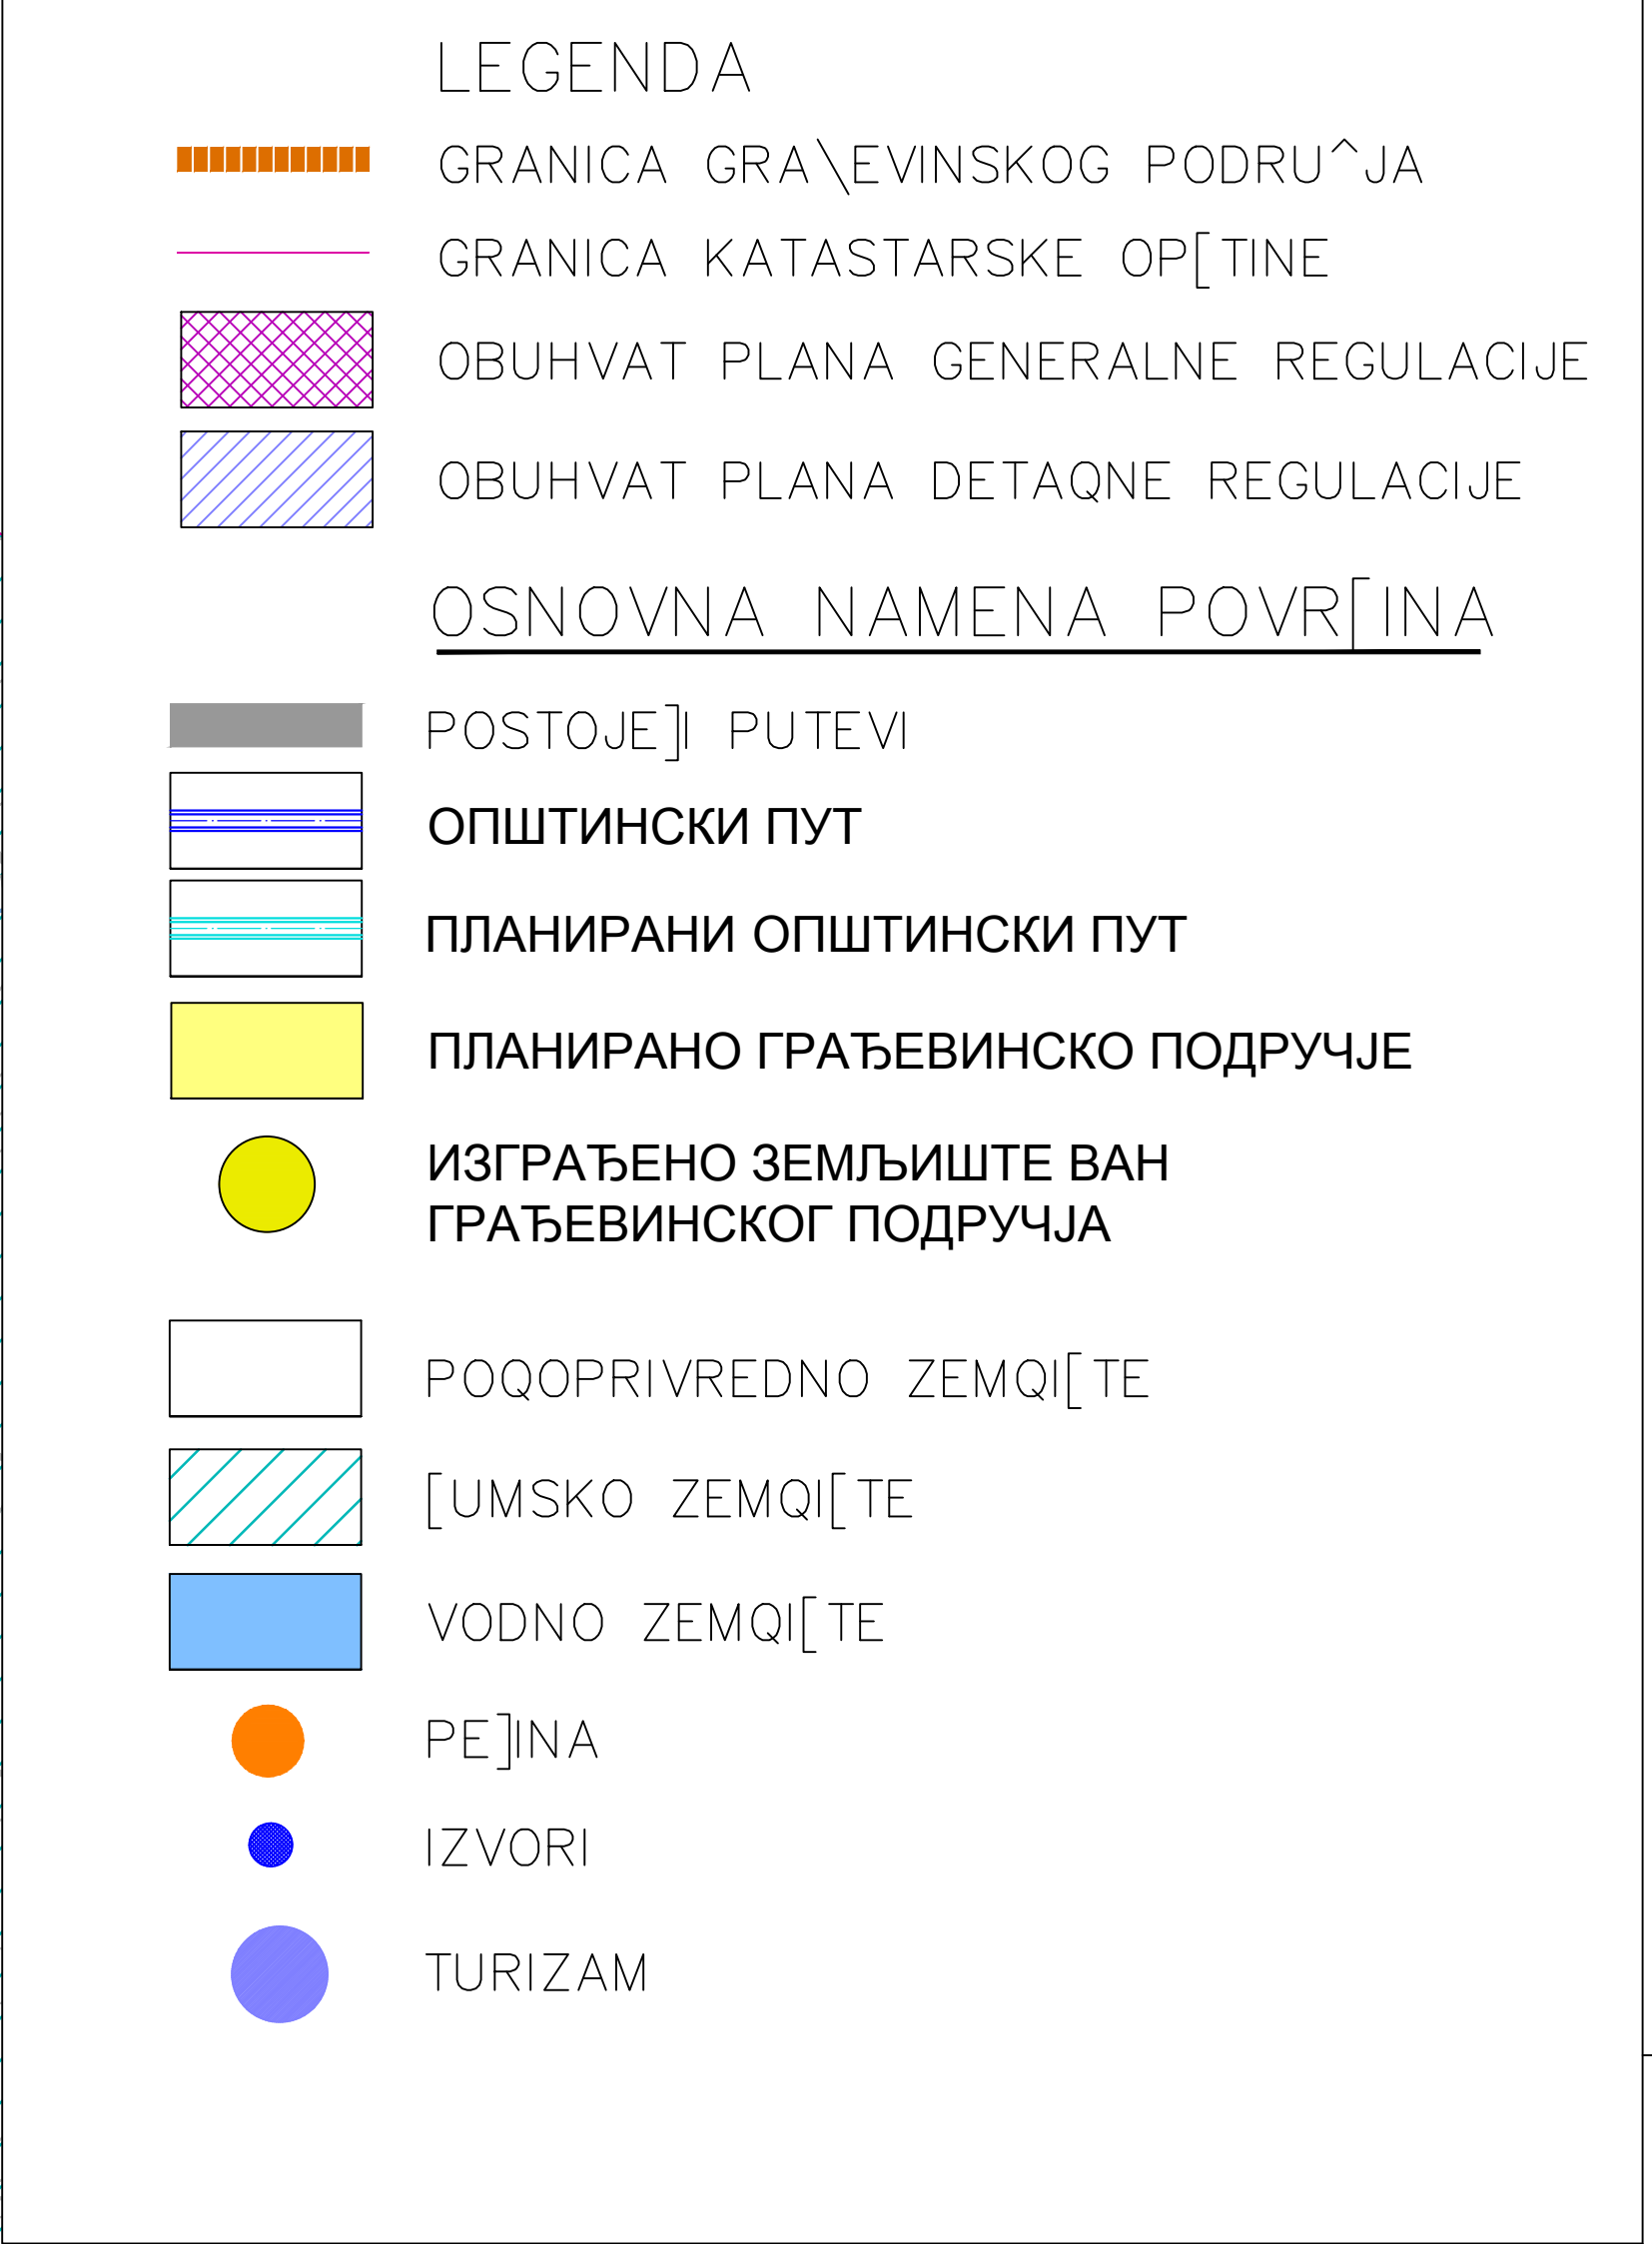 LEGENDA
GRANICA GRA\EVINSKOG PODRU^JA
GRANICA KATASTARSKE OP[TINE
OBUHVAT PLANA GENERALNE REGULACIJE
OBUHVAT PLANA DETAQNE REGULACIJE
OSNOVNA NAMENA POVR[INA
POSTOJE]I PUTEVI
ОПШТИНСКИ ПУТ
ПЛАНИРАНИ ОПШТИНСКИ ПУТ
ПЛАНИРАНО ГРАЂЕВИНСКО ПОДРУЧЈЕ
ИЗГРАЂЕНО ЗЕМЉИШТЕ ВАН
ГРАЂЕВИНСКОГ ПОДРУЧЈА
POQOPRIVREDNO ZEMQI[TE
[UMSKO ZEMQI[TE
VODNO ZEMQI[TE
PE]INA
IZVORI
TURIZAM